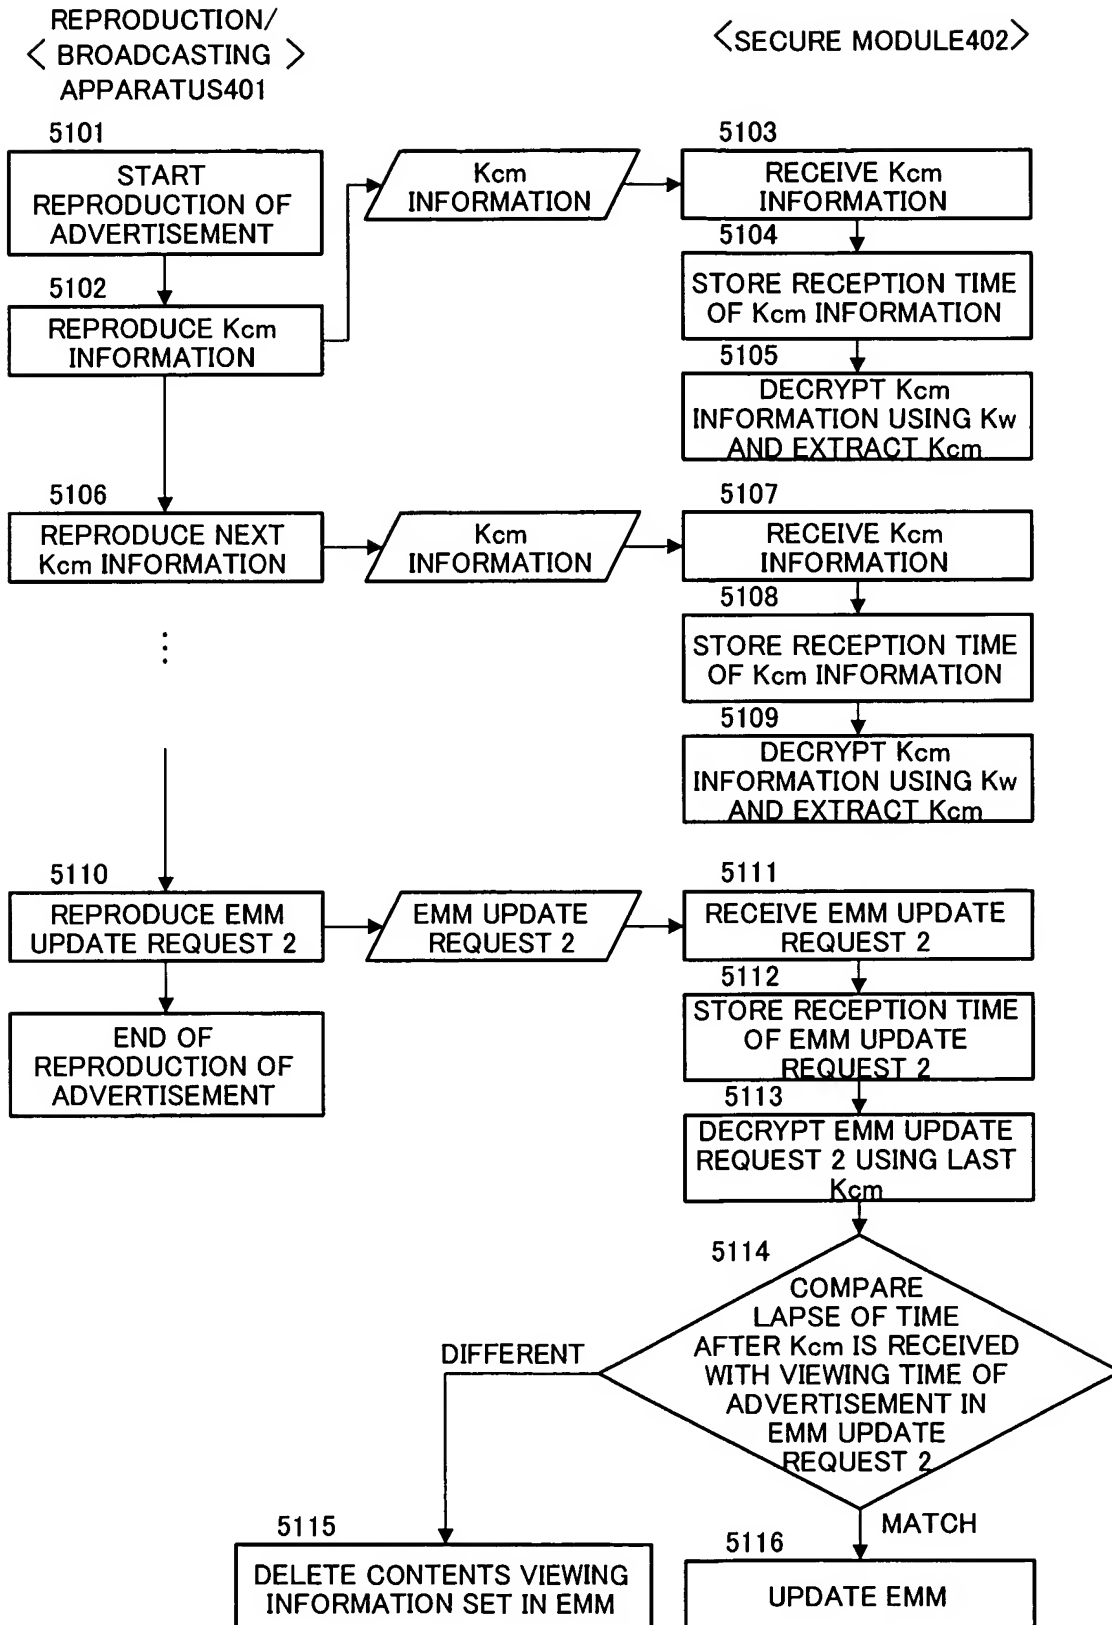 REPRODUCTION/
< BROADCASTING >
APPARATUS401
<SECURE MODULE402>
5101
START
REPRODUCTION OF
ADVERTISEMENT
5102
REPRODUCE Kcm
INFORMATION
Kcm
INFORMATION
5103
RECEIVE Kcm
INFORMATION
5104
STORE RECEPTION TIME
OF Kcm INFORMATION
5105
DECRYPT Kcm
INFORMATION USING Kw
AND EXTRACT Kcm
5106
REPRODUCE NEXT
Kcm INFORMATION
Kcm
INFORMATION
5107
RECEIVE Kcm
INFORMATION
5108
STORE RECEPTION TIME
OF Kcm INFORMATION
5109
DECRYPT Kcm
INFORMATION USING Kw
AND EXTRACT Kcm
5110
REPRODUCE EMM
UPDATE REQUEST 2
EMM UPDATE
REQUEST 2
5111
RECEIVE EMM UPDATE
REQUEST 2
END OF
REPRODUCTION OF
ADVERTISEMENT
5112
STORE RECEPTION TIME
OF EMM UPDATE
REQUEST 2
5113
DECRYPT EMM UPDATE
REQUEST 2 USING LAST
Kcm
5114
COMPARE
LAPSE OF TIME
AFTER Kcm IS RECEIVED
WITH VIEWING TIME OF
ADVERTISEMENT IN
EMM UPDATE
REQUEST 2
DIFFERENT
MATCH
5115
DELETE CONTENTS VIEWING
INFORMATION SET IN EMM
5116
UPDATE EMM